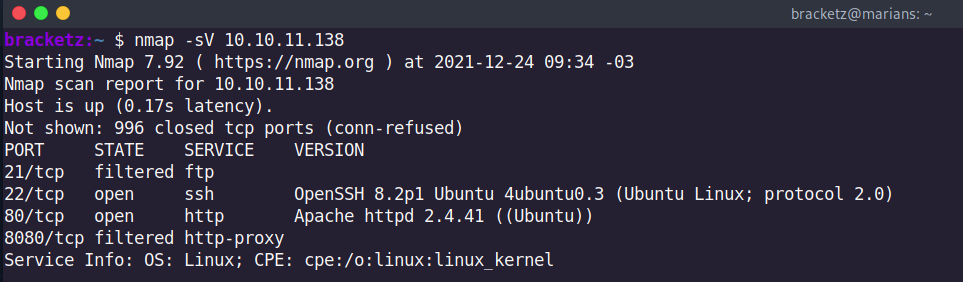 bracketz@marians: ~
bracketz:~ $ nmap -sV 10.10.11.138
Starting Nmap 7.92 ( https://nmap.org ) at 2021-12-24 09:34 -03
Nmap scan report for 10.10.11.138
Host is up (0.17s latency).
Not shown: 996 closed tcp ports (conn-refused)
PORT     STATE    SERVICE    VERSION
21/tcp   filtered ftp
22/tcp   open     ssh        OpenSSH 8.2p1 Ubuntu 4ubuntu0.3 (Ubuntu Linux; protocol 2.0)
80/tcp   open     http       Apache httpd 2.4.41 ((Ubuntu))
8080/tcp filtered http-proxy
Service Info: OS: Linux; CPE: cpe:/o:linux:linux_kernel